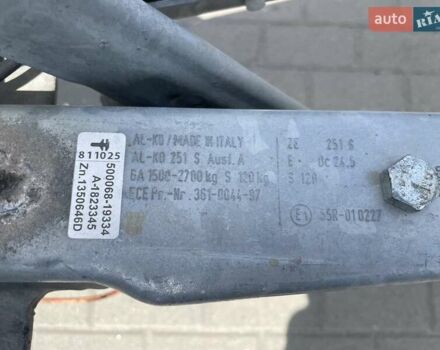 auto RIA
811025
500068-19334
A-1823345
Zn.1350646D
AL-KO / MADE IN ITALY
AL-KO 251 S Ausf. A
GA 1500-2700 kg S 120 kg
ECE Pr.-Nr. 361-0044-97
ZE 251 S
E Dc 24,5
S 120
E1 55R-010227